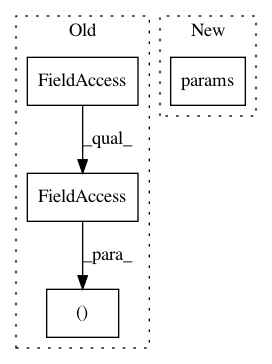 Old
New
FieldAccess
params
_qual_
FieldAccess
_para_
()